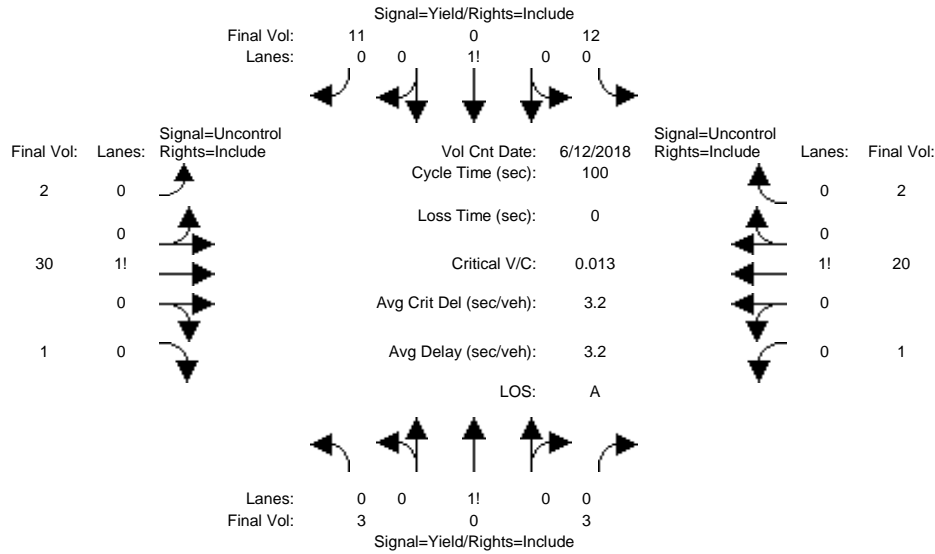 Signal=Yield/Rights=Include
Final Vol: 11 0 12
Lanes: 0 0 1! 0 0
Signal=Uncontrol Signal=Uncontrol
Final Vol: Lanes: Rights=Include Vol Cnt Date: 6/12/2018 Rights=Include Lanes: Final Vol:
Cycle Time (sec): 100
2 0 0 2
Loss Time (sec): 0
0 0
30 1! Critical V/C: 0.013 1! 20
0 Avg Crit Del (sec/veh): 3.2 0
1 0 Avg Delay (sec/veh): 3.2 0 1
LOS: A
Lanes: 0 0 1! 0 0
Final Vol: 3 0 3
Signal=Yield/Rights=Include